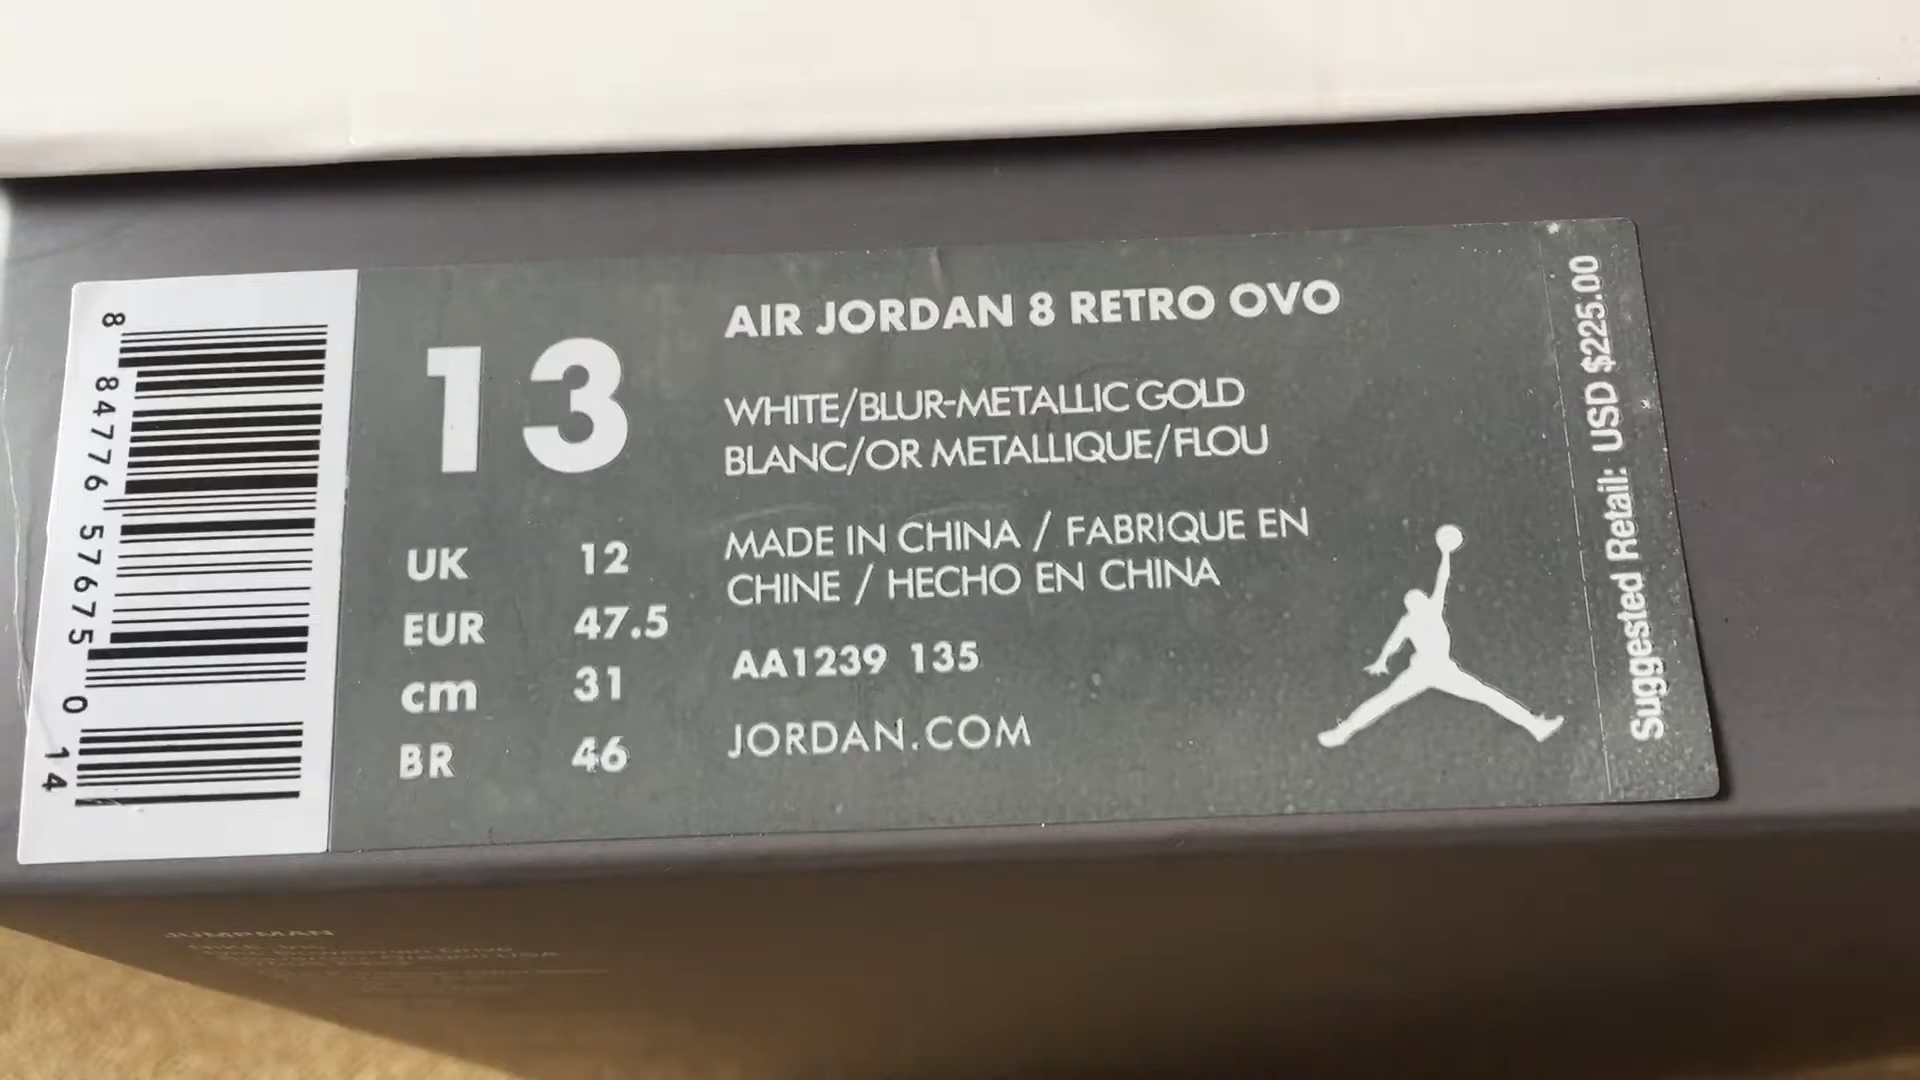 8 84776 57675 0 14
13
UK 12
EUR 47.5
cm 31
BR 46
AIR JORDAN 8 RETRO OVO
WHITE/BLUR-METALLIC GOLD
BLANC/OR METALLIQUE/FLOU
MADE IN CHINA / FABRIQUE EN
CHINE / HECHO EN CHINA
AA1239 135
JORDAN.COM
Suggested Retail: USD $225.00
JUMPMAN